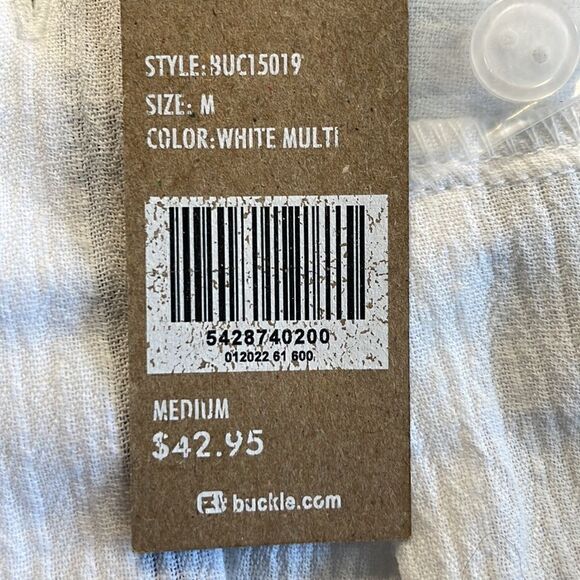 STYLE:BUC15019
SIZE: M
COLOR:WHITE MULTI
5428740200
012022 61 600
MEDIUM
$42.95
buckle.com